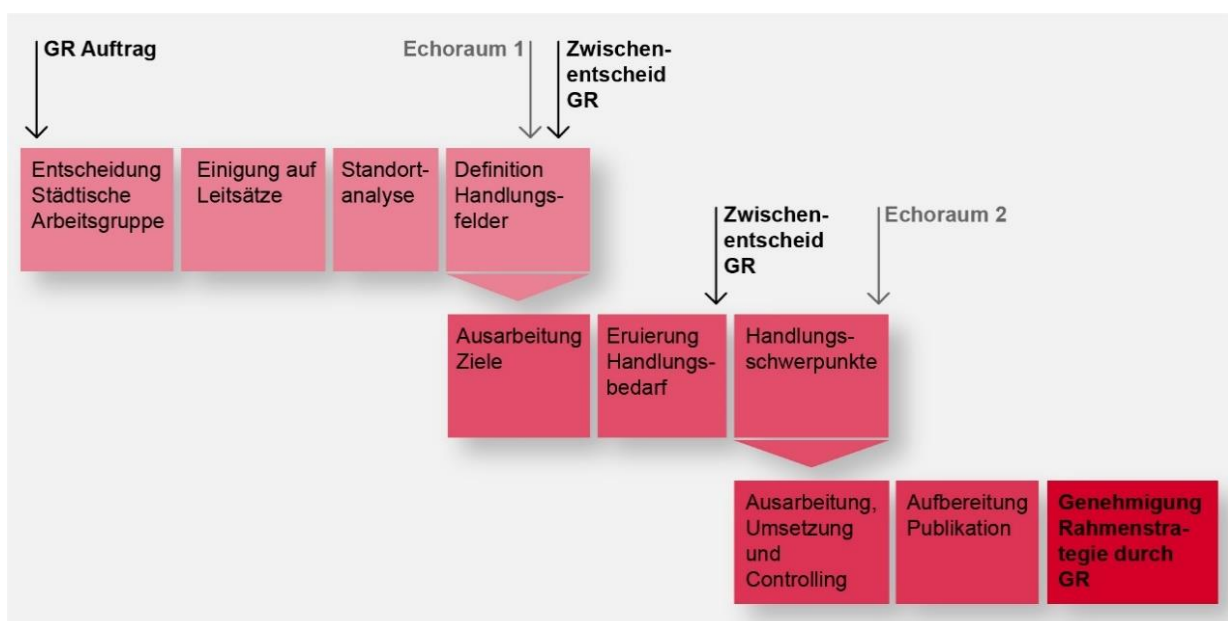 GR Auftrag
Echoraum 1
Zwischen-
entscheid
GR
Entscheidung
Städtische
Arbeitsgruppe
Einigung auf
Leitsätze
Standort-
analyse
Definition
Handlungs-
felder
Zwischen-
entscheid
GR
Echoraum 2
Ausarbeitung
Ziele
Eruierung
Handlungs-
bedarf
Handlungs-
schwerpunkte
Ausarbeitung,
Umsetzung
und
Controlling
Aufbereitung
Publikation
Genehmigung
Rahmenstra-
tegie durch
GR